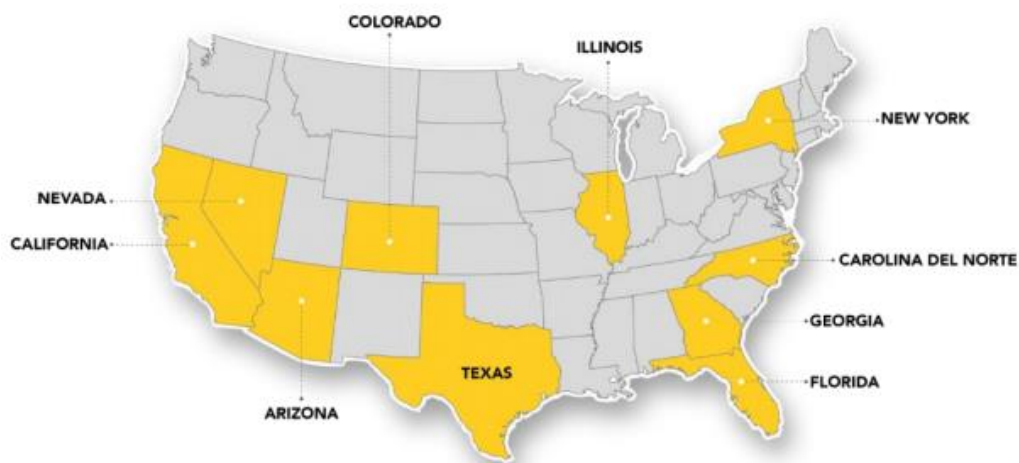 COLORADO
ILLINOIS
NEW YORK
NEVADA
CALIFORNIA
CAROLINA DEL NORTE
GEORGIA
TEXAS
FLORIDA
ARIZONA